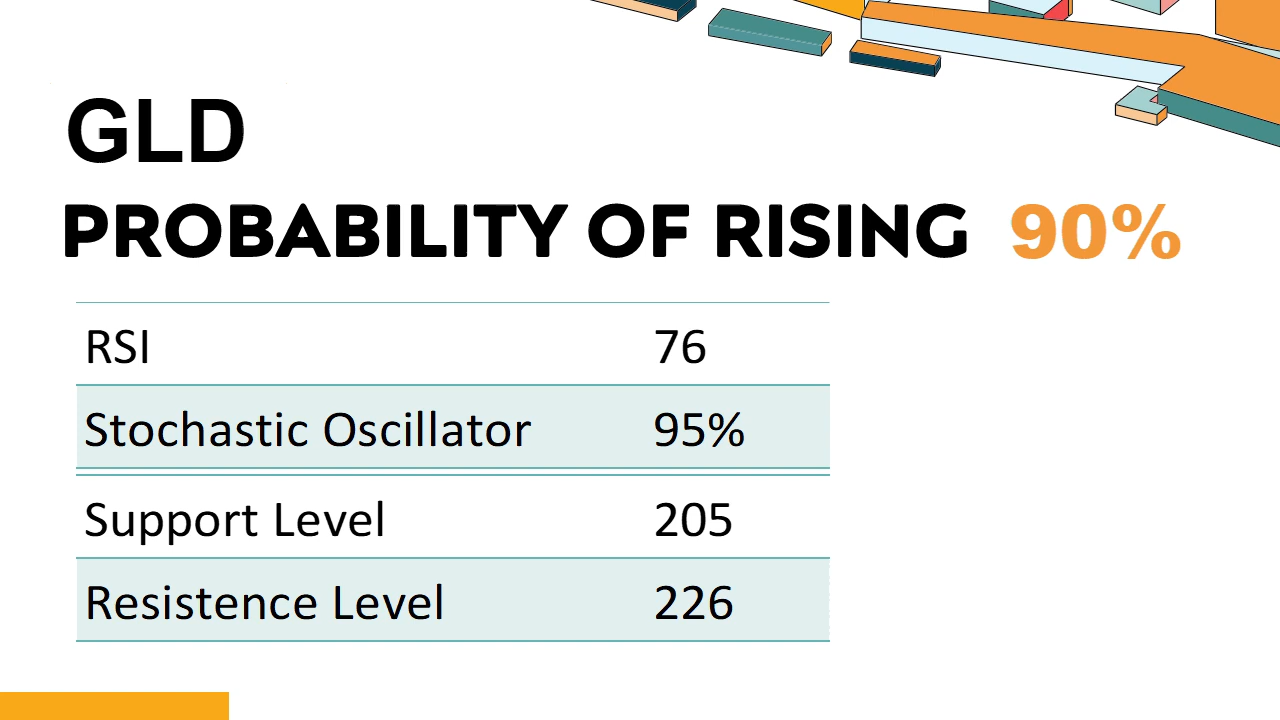 GLD
PROBABILITY OF RISING 90%
RSI 76
Stochastic Oscillator 95%
Support Level 205
Resistence Level 226